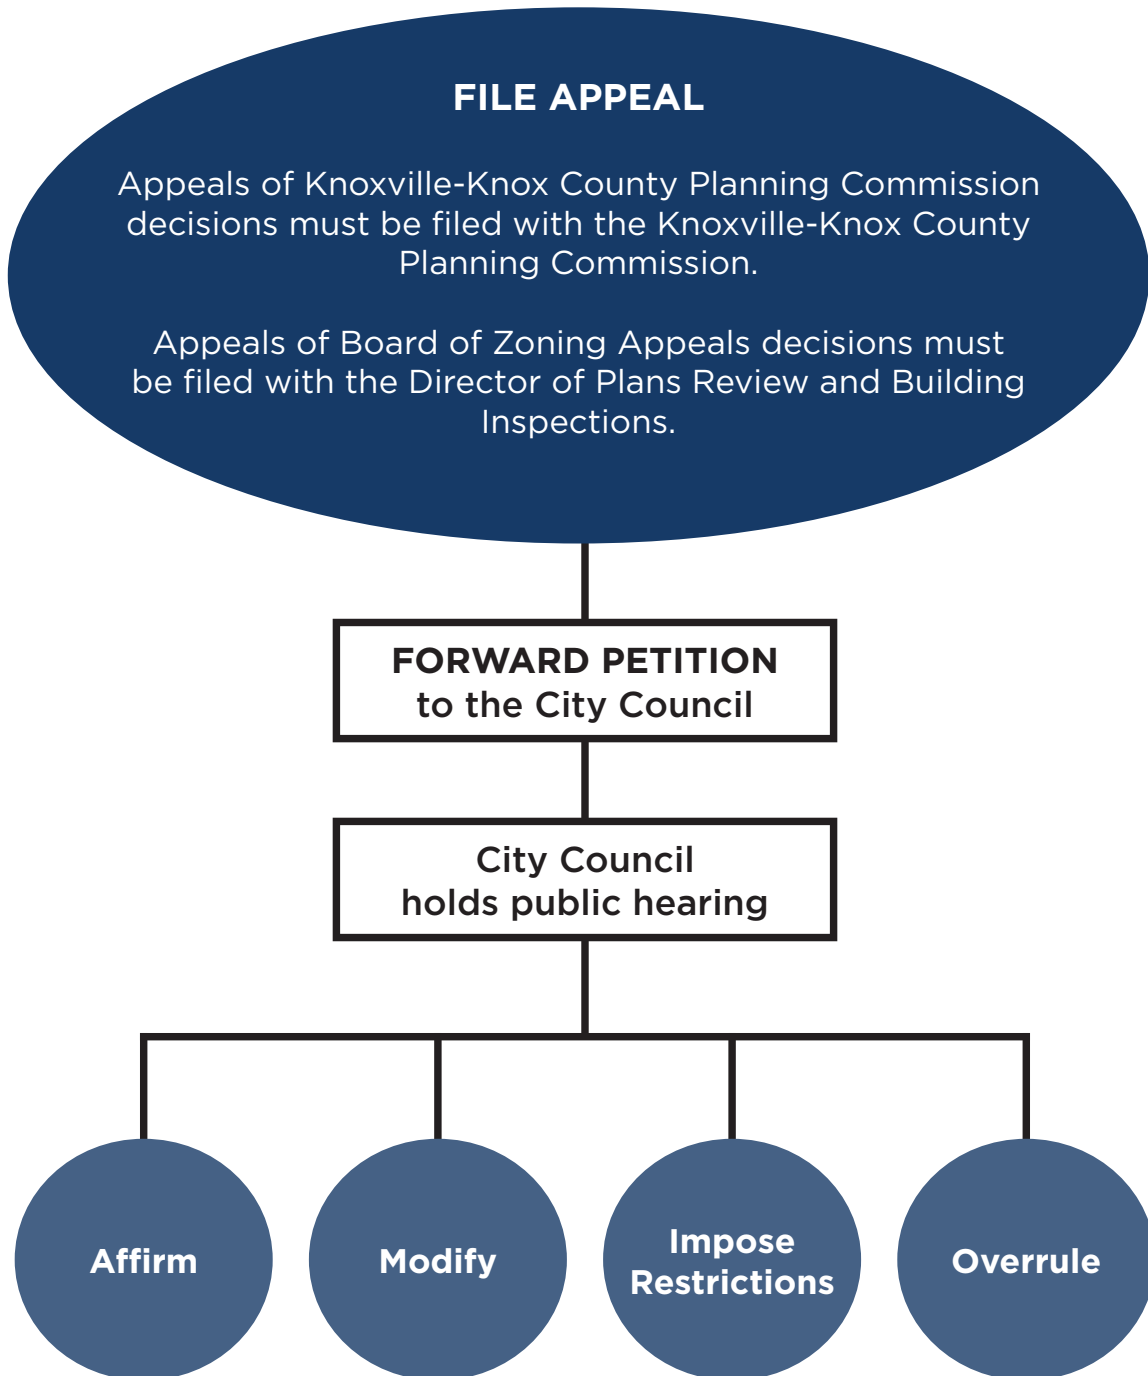 FILE APPEAL
Appeals of Knoxville-Knox County Planning Commission
decisions must be filed with the Knoxville-Knox County
Planning Commission.
Appeals of Board of Zoning Appeals decisions must
be filed with the Director of Plans Review and Building
Inspections.
FORWARD PETITION
to the City Council
City Council
holds public hearing
Affirm
Modify
Impose
Restrictions
Overrule